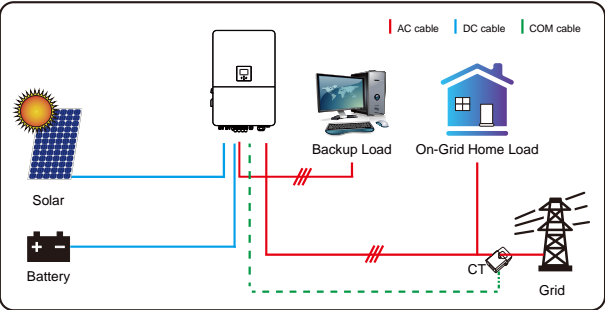 AC cable
DC cable
COM cable
Backup Load
On-Grid Home Load
Solar
Battery
CT
Grid